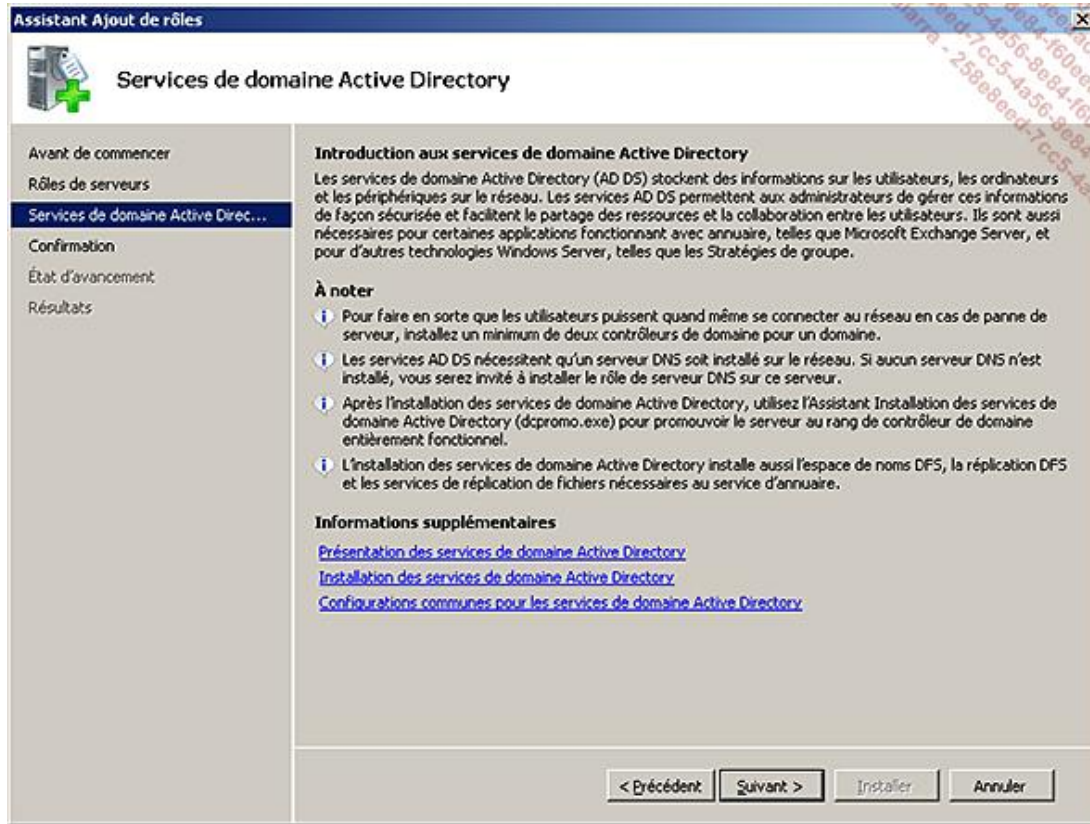 Assistant Ajout de rôles
Services de domaine Active Directory
Avant de commencer
Rôles de serveurs
Services de domaine Active Direc...
Confirmation
État d'avancement
Résultats
Introduction aux services de domaine Active Directory
Les services de domaine Active Directory (AD DS) stockent des informations sur les utilisateurs, les ordinateurs
et les périphériques sur le réseau. Les services AD DS permettent aux administrateurs de gérer ces informations
de façon sécurisée et facilitent le partage des ressources et la collaboration entre les utilisateurs. Ils sont aussi
nécessaires pour certaines applications fonctionnant avec annuaire, telles que Microsoft Exchange Server, et
pour d'autres technologies Windows Server, telles que les Stratégies de groupe.
À noter
Pour faire en sorte que les utilisateurs puissent quand même se connecter au réseau en cas de panne de
serveur, installez un minimum de deux contrôleurs de domaine pour un domaine.
Les services AD DS nécessitent qu'un serveur DNS soit installé sur le réseau. Si aucun serveur DNS n'est
installé, vous serez invité à installer le rôle de serveur DNS sur ce serveur.
Après l'installation des services de domaine Active Directory, utilisez l'Assistant Installation des services de
domaine Active Directory (dcpromo.exe) pour promouvoir le serveur au rang de contrôleur de domaine
entièrement fonctionnel.
L'installation des services de domaine Active Directory installe aussi l'espace de noms DFS, la réplication DFS
et les services de réplication de fichiers nécessaires au service d'annuaire.
Informations supplémentaires
Présentation des services de domaine Active Directory
Installation des services de domaine Active Directory
Configurations communes pour les services de domaine Active Directory
< Précédent
Suivant >
Installer
Annuler